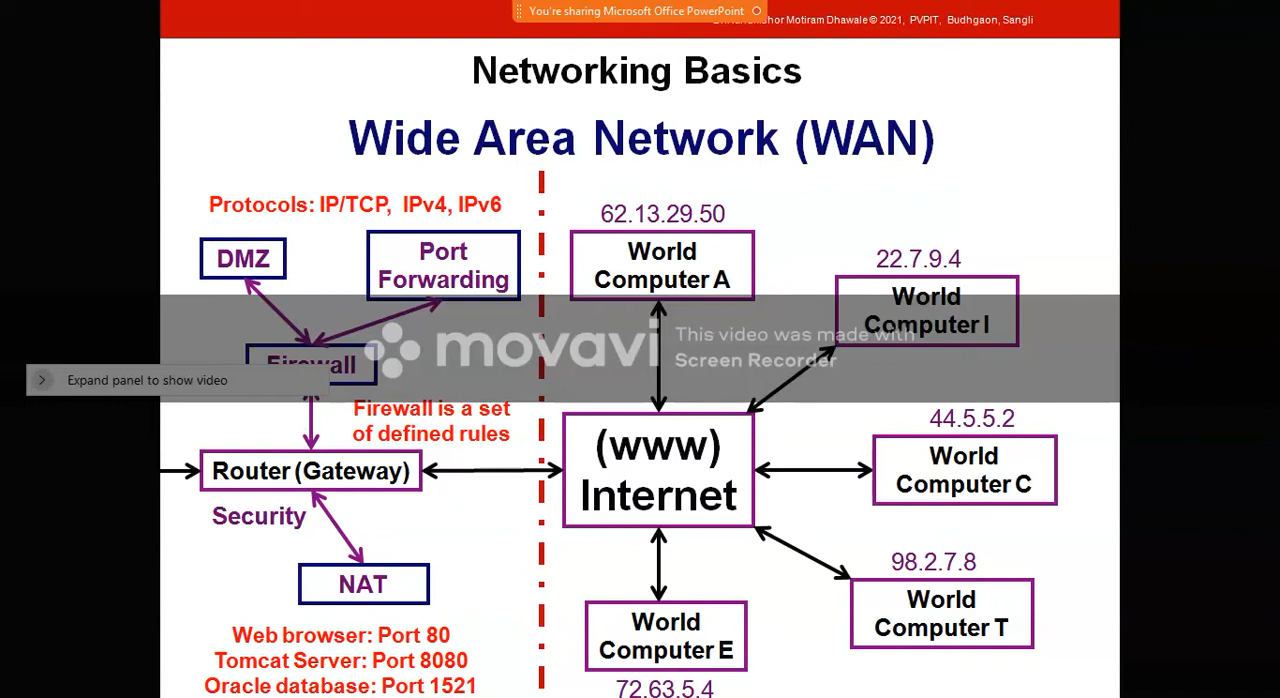 You're sharing Microsoft Office PowerPoint
Motiram Dhawale © 2021, PVPIT, Budhgaon, Sangli
Networking Basics
Wide Area Network (WAN)
Protocols: IP/TCP, IPv4, IPv6
DMZ
Port
Forwarding
Firewall
Firewall is a set
of defined rules
Router (Gateway)
Security
NAT
Web browser: Port 80
Tomcat Server: Port 8080
Oracle database: Port 1521
62.13.29.50
World
Computer A
22.7.9.4
World
Computer I
44.5.5.2
World
Computer C
(www)
Internet
98.2.7.8
World
Computer T
World
Computer E
72.63.5.4
movavi
This video was made with
Screen Recorder
Expand panel to show video